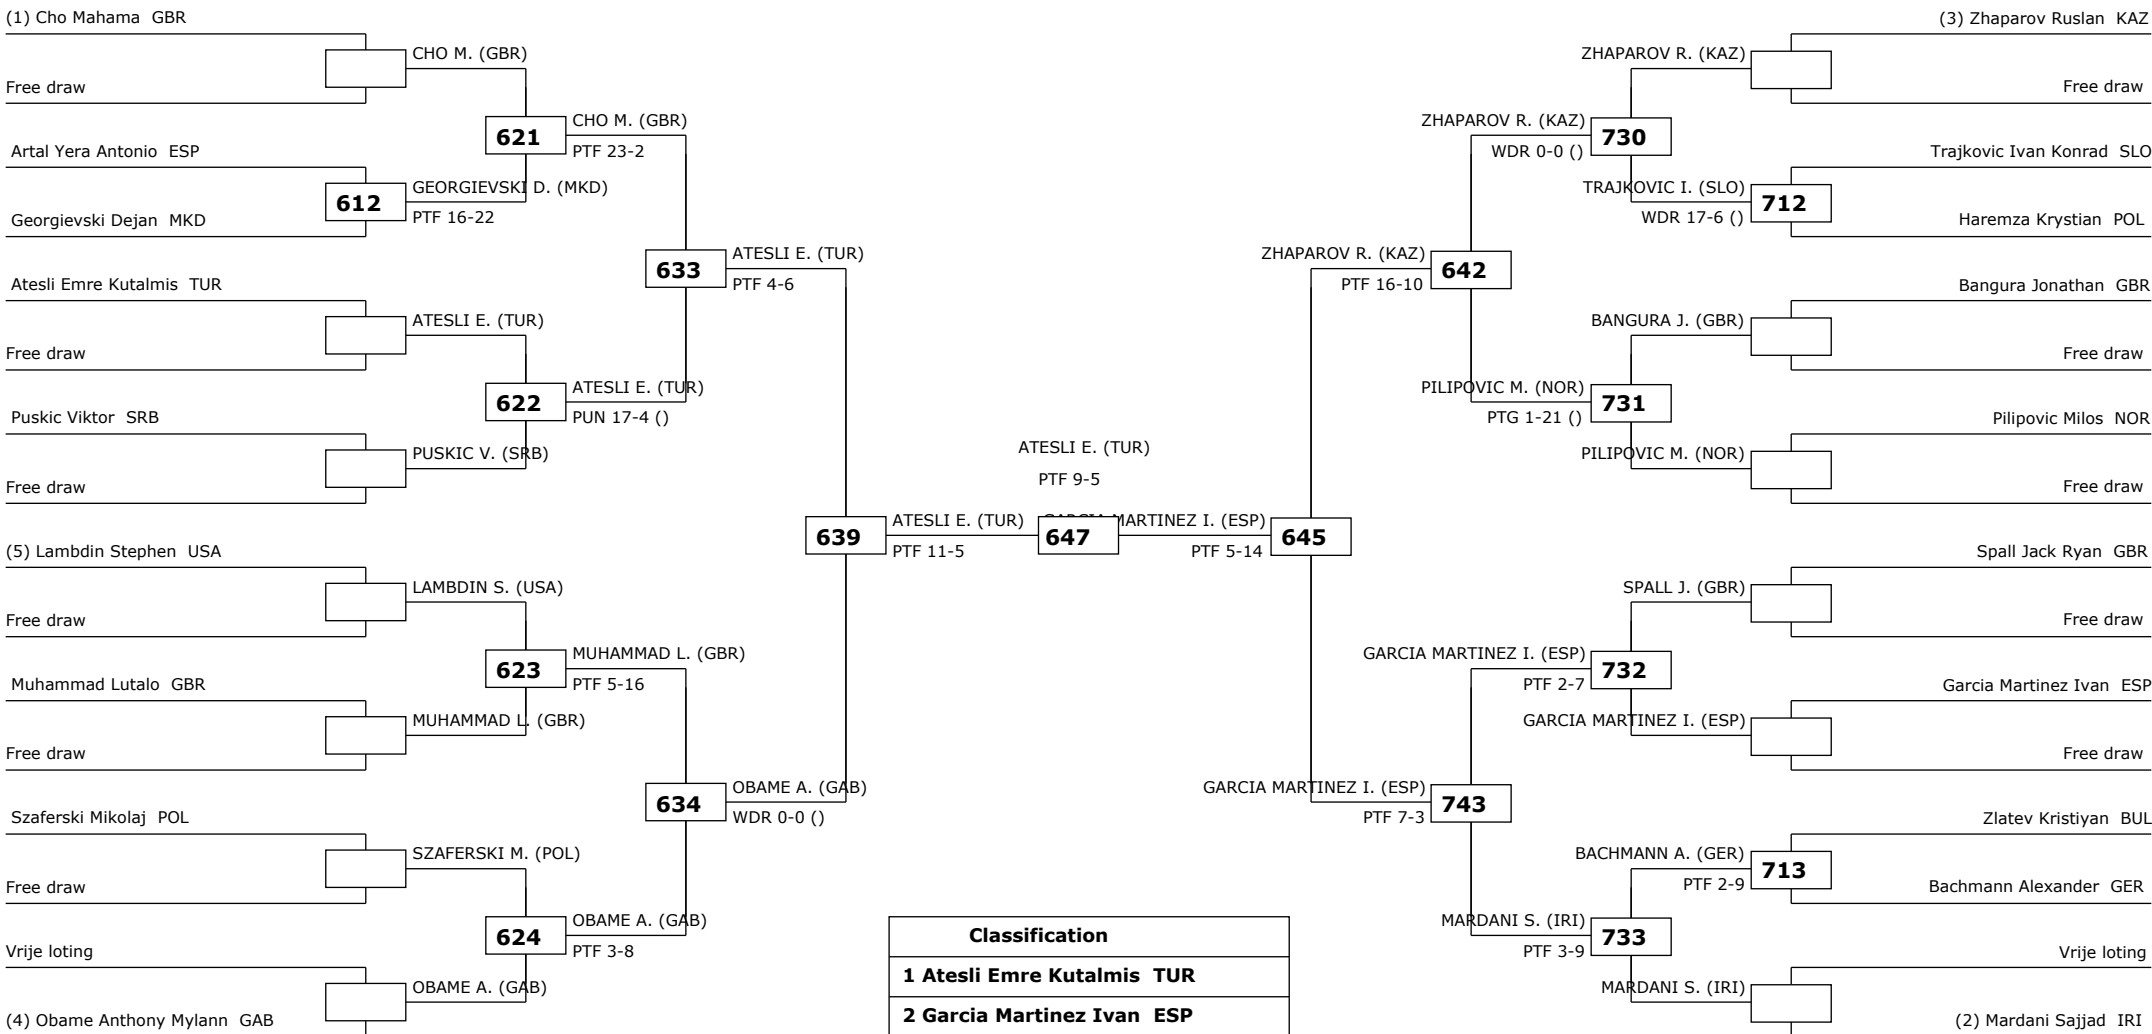 (1) Cho Mahama  GBR
Free draw
Artal Yera Antonio  ESP
Georgievski Dejan  MKD
Atesli Emre Kutalmis  TUR
Free draw
Puskic Viktor  SRB
Free draw
(5) Lambdin Stephen  USA
Free draw
Muhammad Lutalo  GBR
Free draw
Szaferski Mikolaj  POL
Free draw
Vrije loting
(4) Obame Anthony Mylann  GAB
CHO M. (GBR)
612
GEORGIEVSKI D. (MKD)
PTF 16-22
ATESLI E. (TUR)
PUSKIC V. (SRB)
LAMBDIN S. (USA)
MUHAMMAD L. (GBR)
SZAFERSKI M. (POL)
OBAME A. (GAB)
621
CHO M. (GBR)
PTF 23-2
622
ATESLI E. (TUR)
PUN 17-4 ()
623
MUHAMMAD L. (GBR)
PTF 5-16
624
OBAME A. (GAB)
PTF 3-8
633
ATESLI E. (TUR)
PTF 4-6
634
OBAME A. (GAB)
WDR 0-0 ()
639
ATESLI E. (TUR)
PTF 11-5
ATESLI E. (TUR)
PTF 9-5
647
GARCIA MARTINEZ I. (ESP)
PTF 5-14
645
ZHAPAROV R. (KAZ)
PTF 16-10
642
GARCIA MARTINEZ I. (ESP)
PTF 7-3
743
ZHAPAROV R. (KAZ)
WDR 0-0 ()
730
PILIPOVIC M. (NOR)
PTG 1-21 ()
731
GARCIA MARTINEZ I. (ESP)
PTF 2-7
732
MARDANI S. (IRI)
PTF 3-9
733
ZHAPAROV R. (KAZ)
TRAJKOVIC I. (SLO)
WDR 17-6 ()
712
BANGURA J. (GBR)
PILIPOVIC M. (NOR)
SPALL J. (GBR)
GARCIA MARTINEZ I. (ESP)
BACHMANN A. (GER)
PTF 2-9
713
MARDANI S. (IRI)
(3) Zhaparov Ruslan  KAZ
Free draw
Trajkovic Ivan Konrad  SLO
Haremza Krystian  POL
Bangura Jonathan  GBR
Free draw
Pilipovic Milos  NOR
Free draw
Spall Jack Ryan  GBR
Free draw
Garcia Martinez Ivan  ESP
Free draw
Zlatev Kristiyan  BUL
Bachmann Alexander  GER
Vrije loting
(2) Mardani Sajjad  IRI
Classification
1 Atesli Emre Kutalmis  TUR
2 Garcia Martinez Ivan  ESP